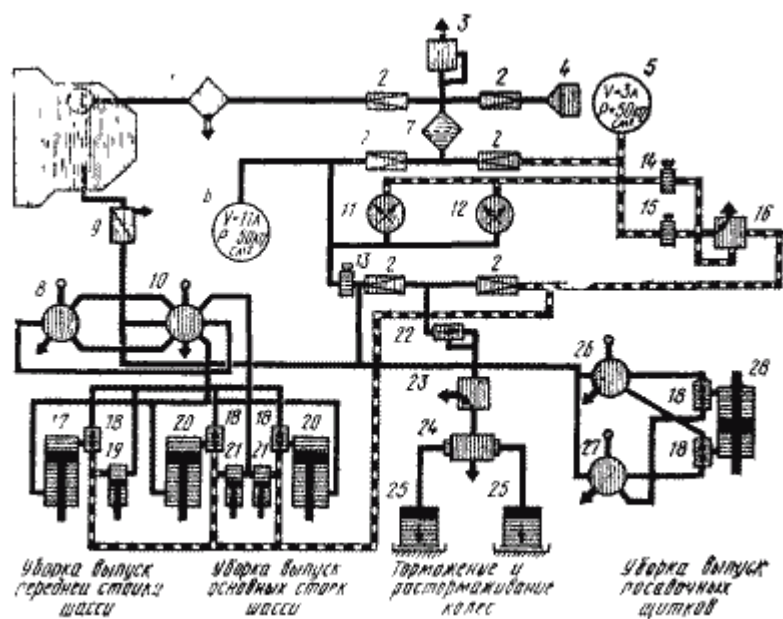 3
2
2
4
5
V=3л
P=50кг
см2
7
2
2
14
6
V=11л
P 50кг
см2
11
12
15
16
9
13
2
2
8
10
22
26
28
17
18
18
18
20
20
19
21
21
23
24
18
18
27
25
25
Уборка выпуск
передней стойки
шасси
Уборка выпуск
основных стоек
шасси
Торможение и
растормаживание
колес
Уборка выпуск
посадочных
щитков